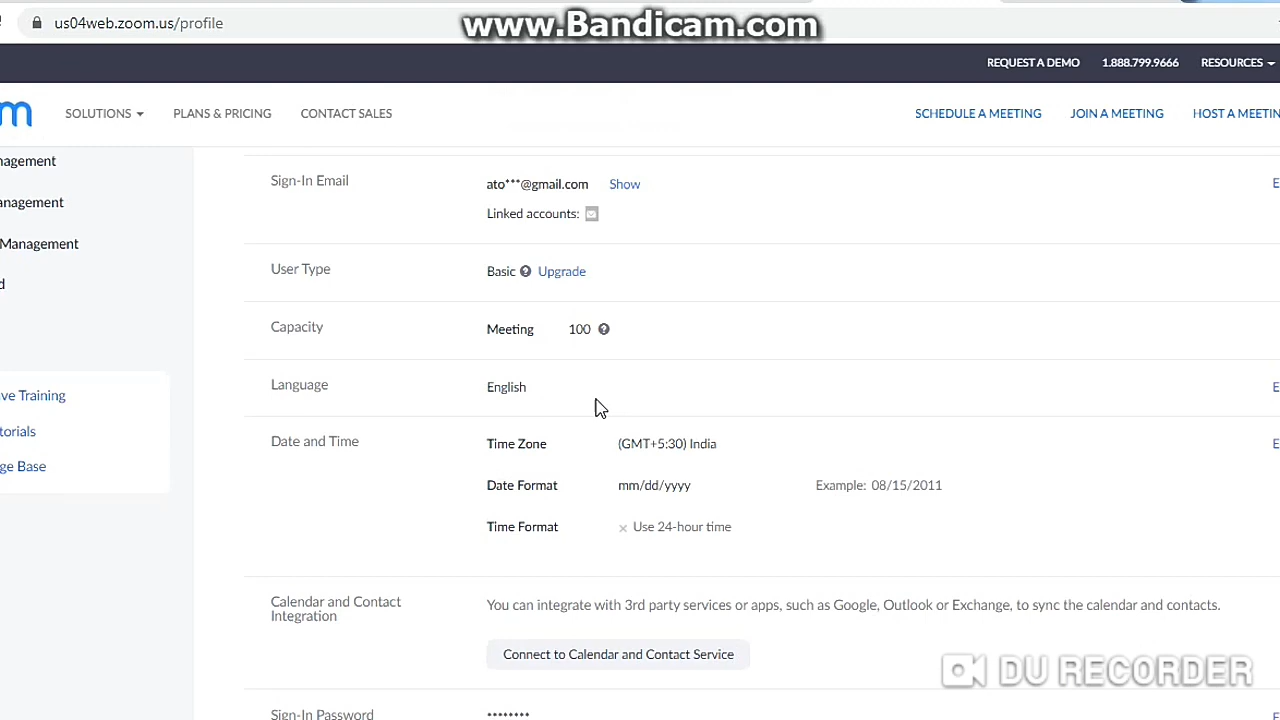 us04web.zoom.us/profile
www.Bandicam.com
REQUEST A DEMO 1.888.799.9666 RESOURCES
m SOLUTIONS PLANS & PRICING CONTACT SALES SCHEDULE A MEETING JOIN A MEETING HOST A MEETIN
nagement
anagement
Management
d
ve Training
torials
ge Base
Sign-In Email ato***@gmail.com Show E
Linked accounts:
User Type Basic Upgrade
Capacity Meeting 100
Language English E
Date and Time Time Zone (GMT+5:30) India E
Date Format mm/dd/yyyy Example: 08/15/2011
Time Format × Use 24-hour time
Calendar and Contact Integration You can integrate with 3rd party services or apps, such as Google, Outlook or Exchange, to sync the calendar and contacts.
Connect to Calendar and Contact Service
DU RECORDER
Sign-In Password ******** E